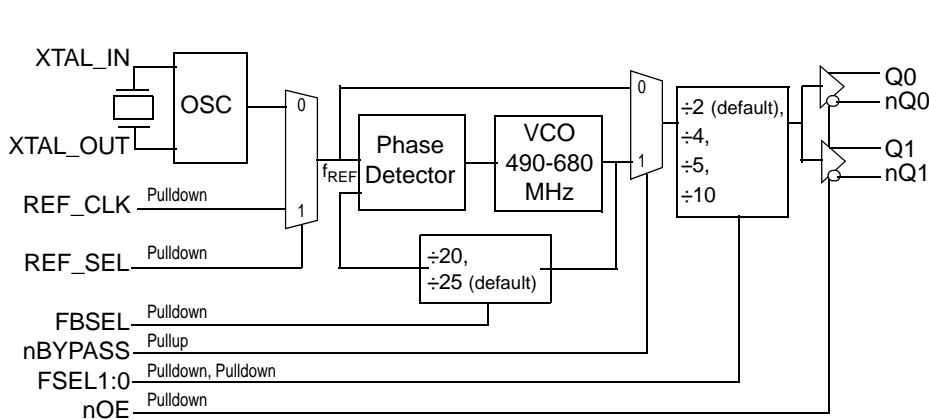 XTAL_IN
OSC
XTAL_OUT
0
1
fREF
Phase
Detector
VCO
490-680
MHz
0
1
÷2 (default),
÷4,
÷5,
÷10
Q0
nQ0
Q1
nQ1
REF_CLK Pulldown
REF_SEL Pulldown
÷20,
÷25 (default)
FBSEL Pulldown
nBYPASS Pullup
FSEL1:0 Pulldown, Pulldown
nOE Pulldown